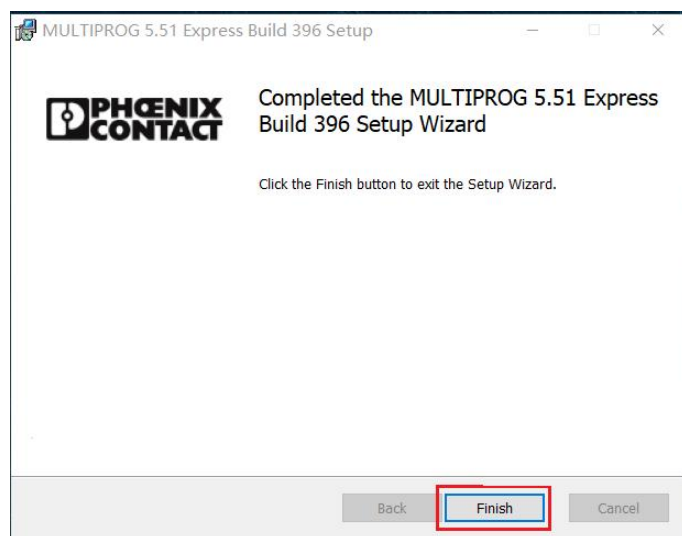 MULTIPROG 5.51 Express Build 396 Setup
PHŒNIX
CONTACT
Completed the MULTIPROG 5.51 Express
Build 396 Setup Wizard
Click the Finish button to exit the Setup Wizard.
Back
Finish
Cancel